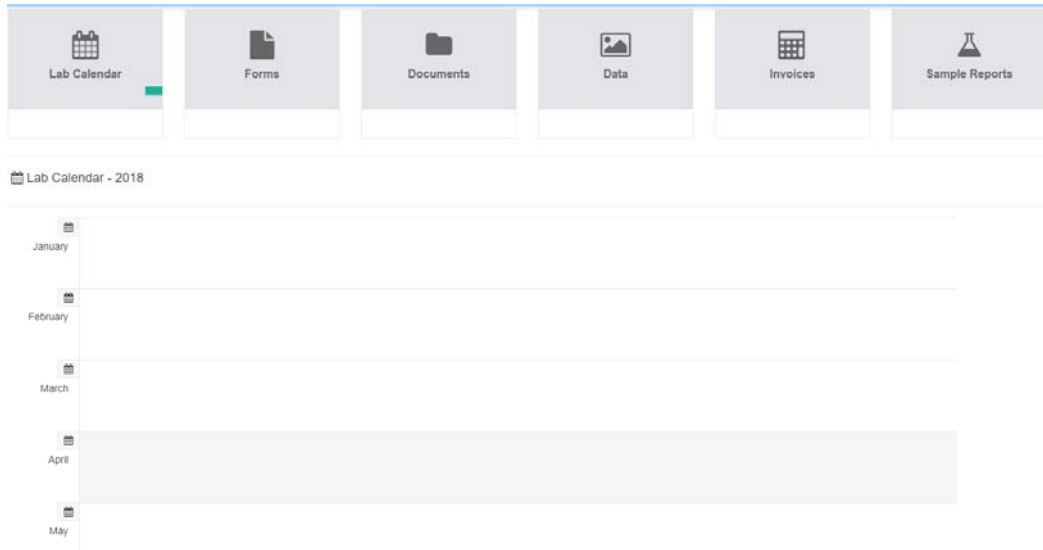 Lab Calendar
Forms
Documents
Data
Invoices
Sample Reports
Lab Calendar - 2018
January
February
March
April
May